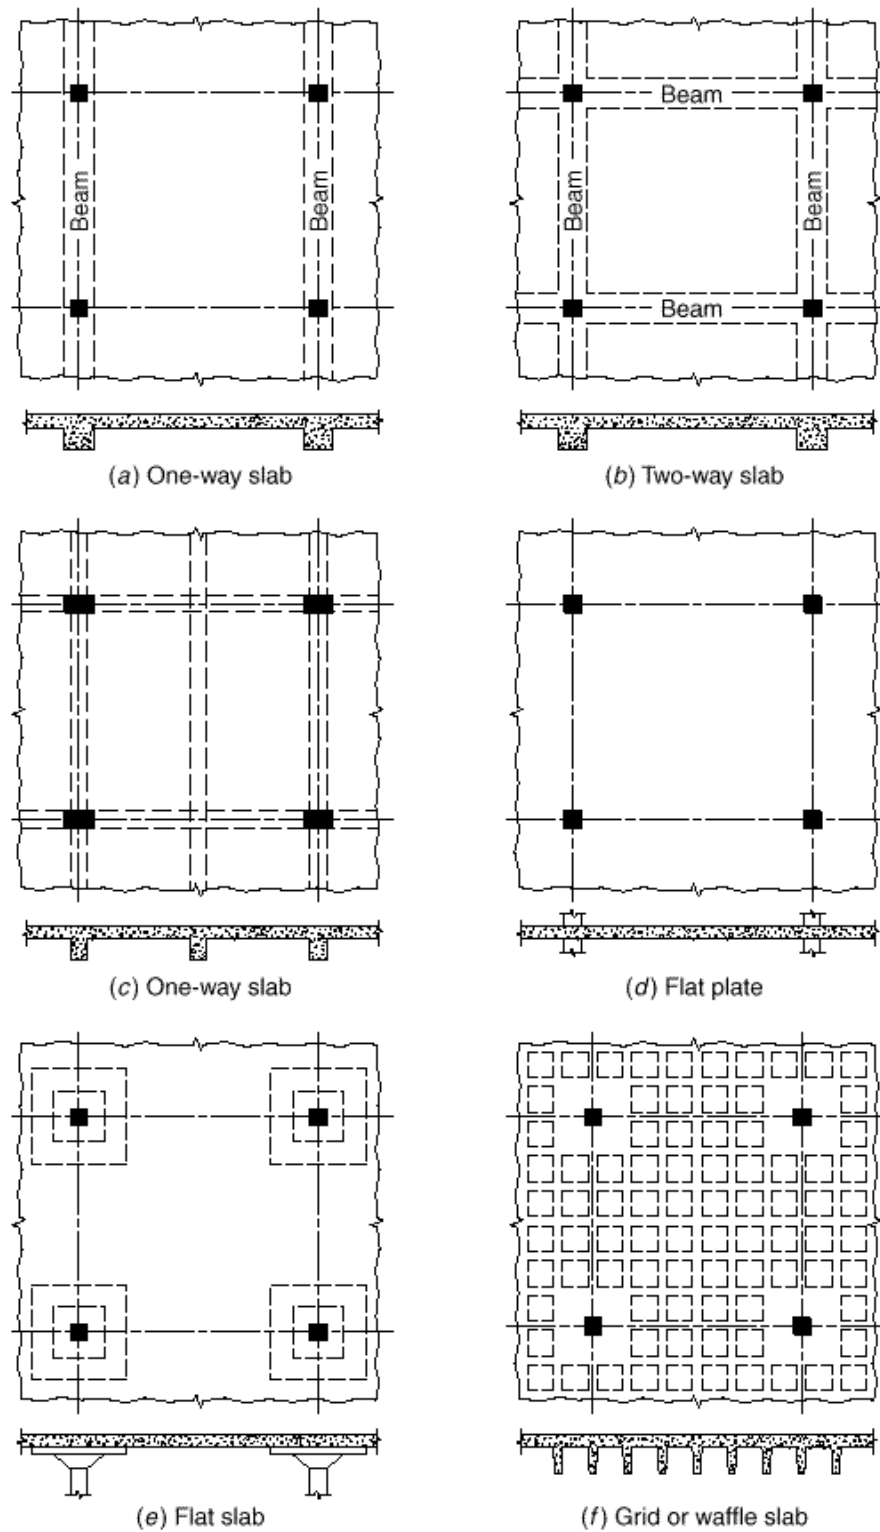 Beam
Beam
(a) One-way slab
Beam
Beam
Beam
Beam
(b) Two-way slab
(c) One-way slab
(d) Flat plate
(e) Flat slab
(f) Grid or waffle slab